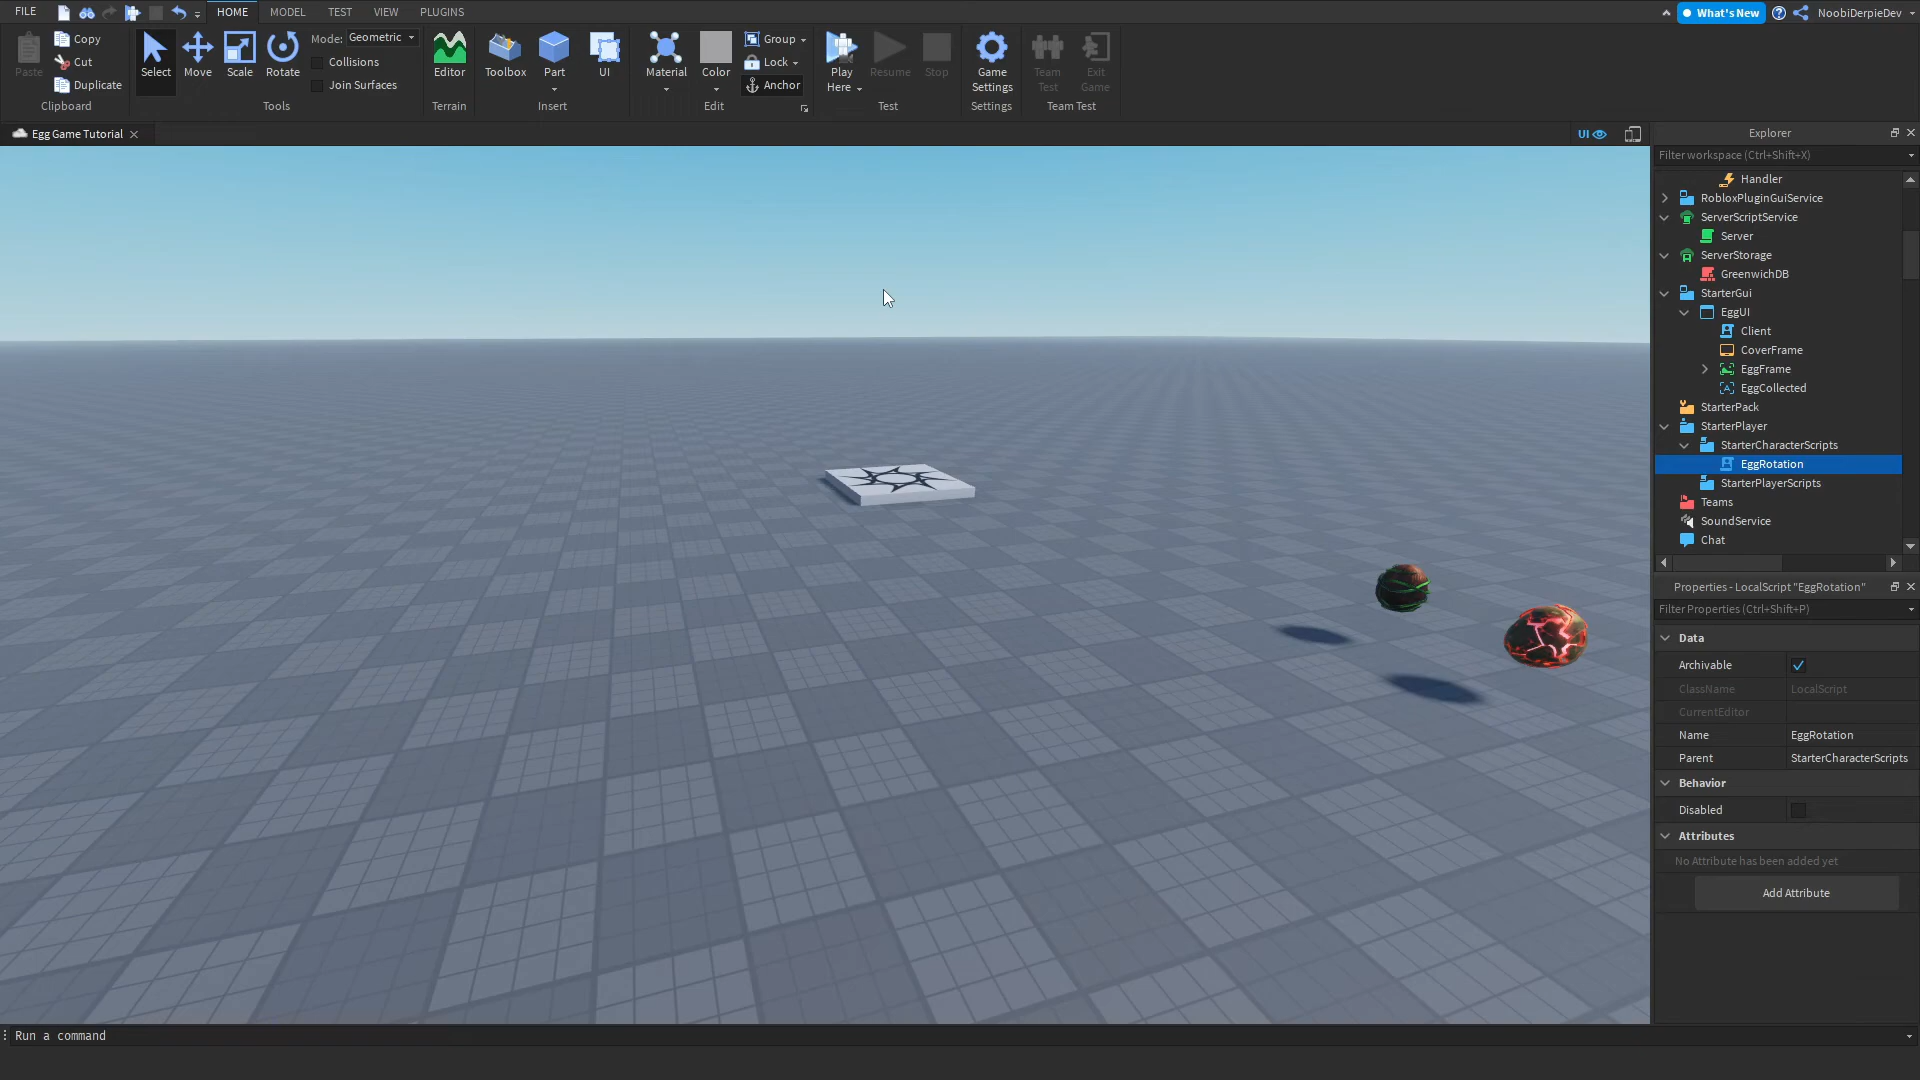 FILE HOME MODEL TEST VIEW PLUGINS What's New NoobiDerpieDev
Paste Copy Cut Duplicate Clipboard
Select Move Scale Rotate Mode: Geometric Collisions Join Surfaces Tools
Editor Terrain
Toolbox Part UI Insert
Material Color Group Lock Anchor Edit
Play Here Resume Stop Test
Game Settings Settings
Team Test Exit Game Team Test
Egg Game Tutorial
UI
Explorer
Filter workspace (Ctrl+Shift+X)
Handler
RobloxPluginGuiService
ServerScriptService
Server
ServerStorage
GreenwichDB
StarterGui
EggUI
Client
CoverFrame
EggFrame
EggCollected
StarterPack
StarterPlayer
StarterCharacterScripts
EggRotation
StarterPlayerScripts
Teams
SoundService
Chat
Properties - LocalScript "EggRotation"
Filter Properties (Ctrl+Shift+P)
Data
Archivable
ClassName LocalScript
CurrentEditor
Name EggRotation
Parent StarterCharacterScripts
Behavior
Disabled
Attributes
No Attribute has been added yet
Add Attribute
Run a command